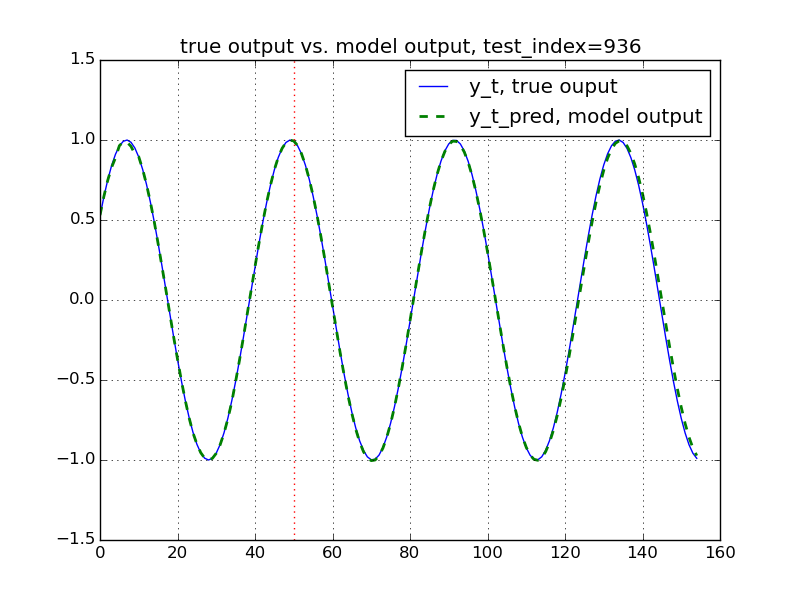 true output vs. model output, test_index=936
y_t, true ouput
y_t_pred, model output
1.5
1.0
0.5
0.0
−0.5
−1.0
−1.5
0 20 40 60 80 100 120 140 160